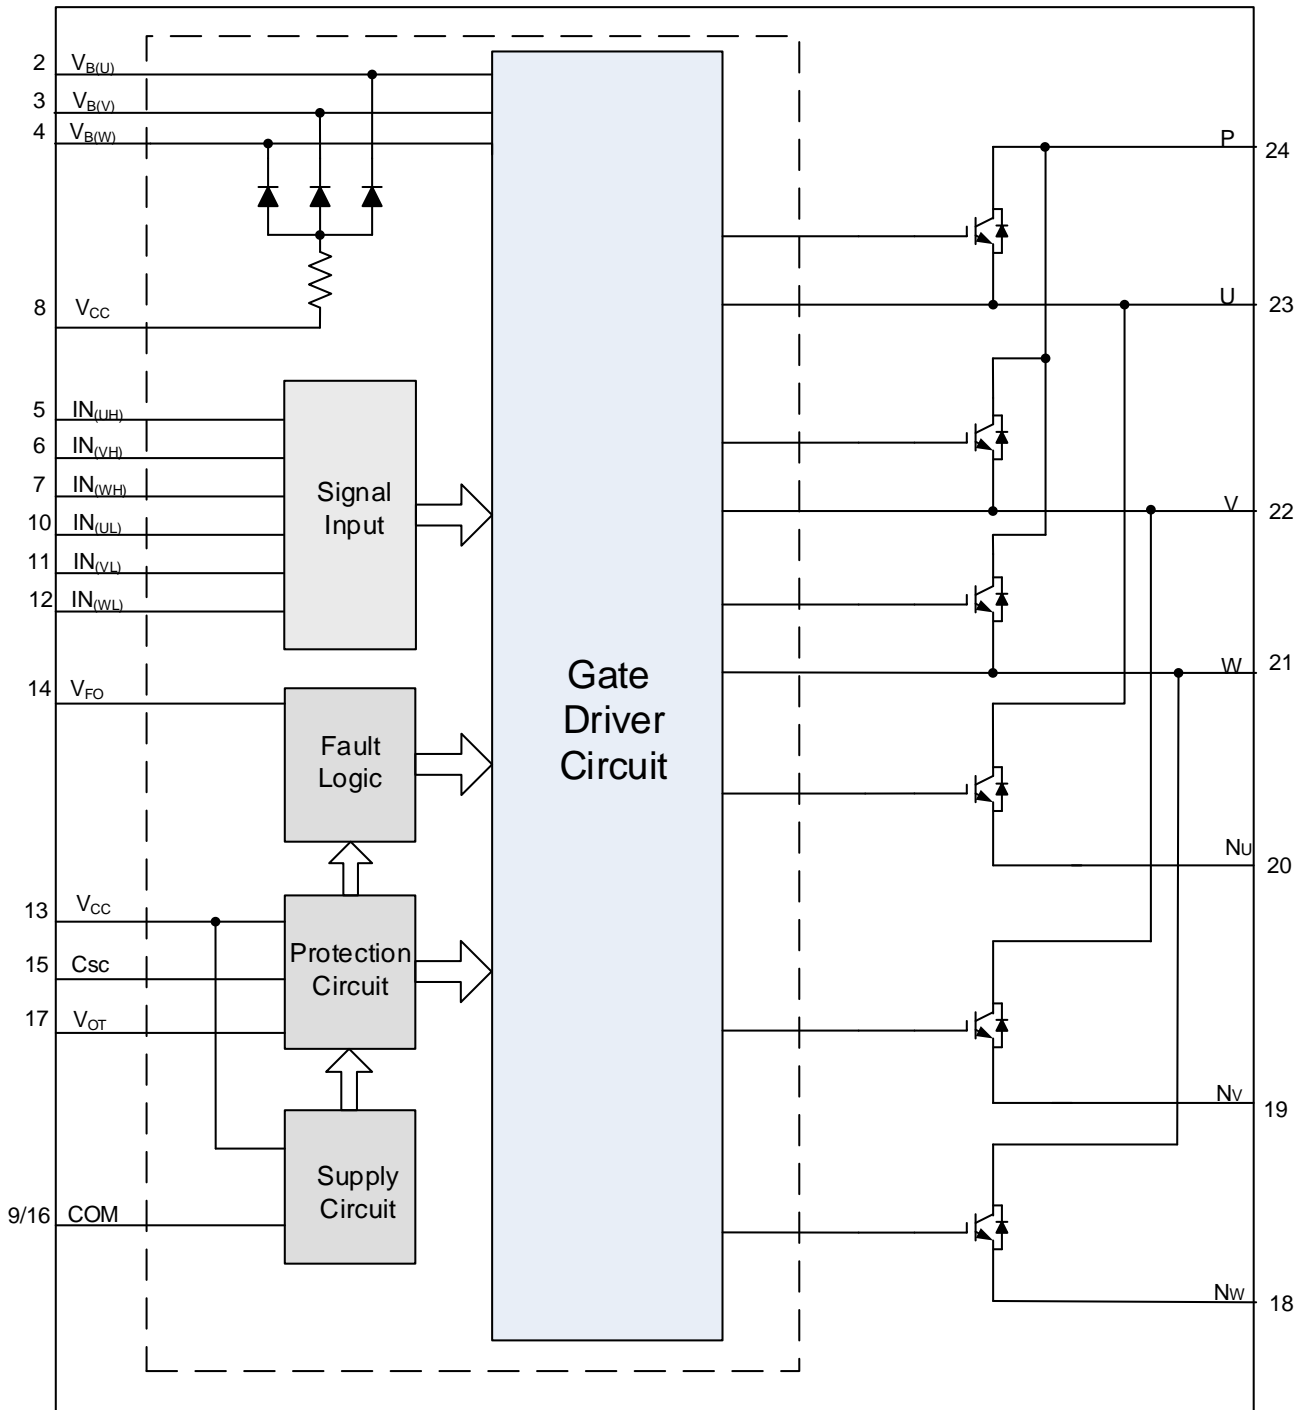 2 VB(U)
3 VB(V)
4 VB(W)
8 VCC
5 IN(UH)
6 IN(VH)
7 IN(WH)
10 IN(UL)
11 IN(VL)
12 IN(WL)
14 VFO
13 VCC
15 Csc
17 VOT
9/16 COM
Signal
Input
Fault
Logic
Protection
Circuit
Supply
Circuit
Gate
Driver
Circuit
P 24
U 23
V 22
W 21
NU 20
NV 19
NW 18